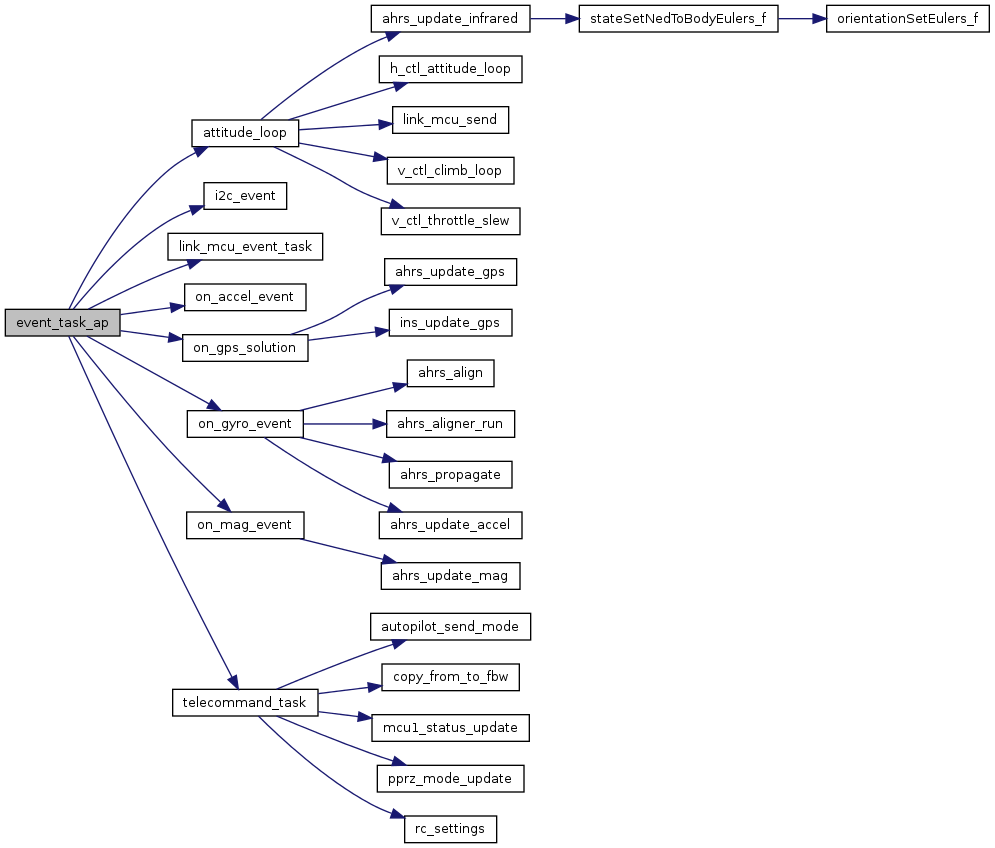 ahrs_update_infrared
stateSetNedToBodyEulers_f
orientationSetEulers_f
h_ctl_attitude_loop
link_mcu_send
attitude_loop
v_ctl_climb_loop
i2c_event
v_ctl_throttle_slew
link_mcu_event_task
ahrs_update_gps
on_accel_event
event_task_ap
ins_update_gps
on_gps_solution
ahrs_align
on_gyro_event
ahrs_aligner_run
ahrs_propagate
on_mag_event
ahrs_update_accel
ahrs_update_mag
autopilot_send_mode
copy_from_to_fbw
telecommand_task
mcu1_status_update
pprz_mode_update
rc_settings